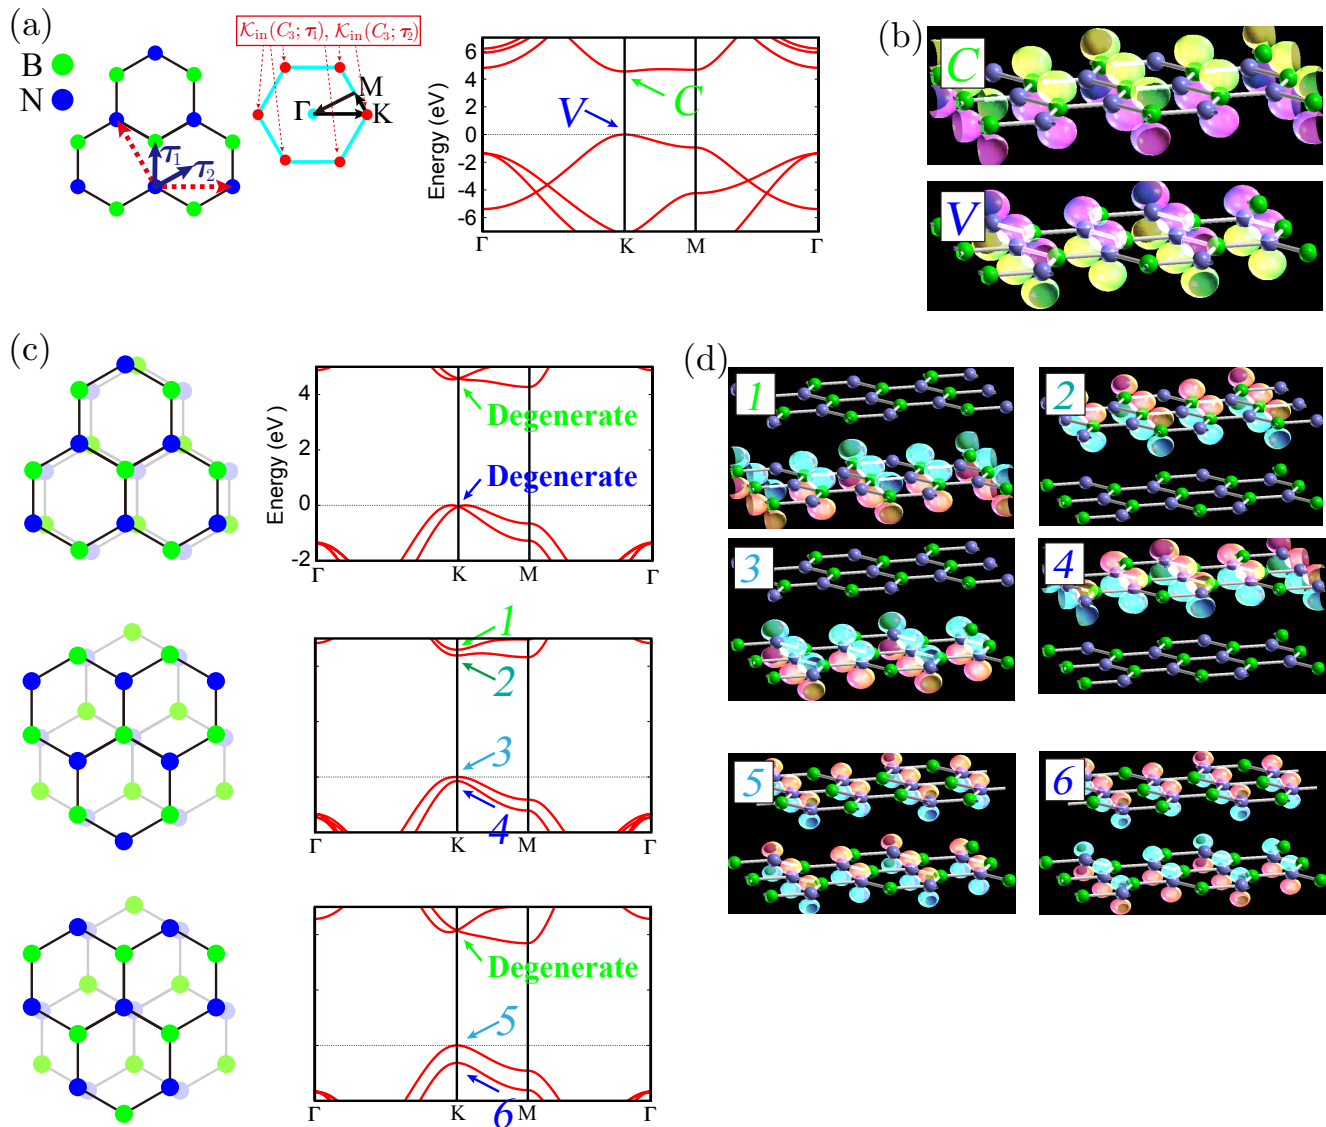 (a)
B
N
τ1
τ2
𝒦in(C3; τ1), 𝒦in(C3; τ2)
Γ
M
K
Energy (eV)
6
4
2
0
-2
-4
-6
V
C
Γ K M Γ
(b)
C
V
(c)
Energy (eV)
4
2
0
-2
Degenerate
Degenerate
Γ K M Γ
1
2
3
4
Γ K M Γ
Degenerate
5
6
Γ K M Γ
(d)
1
2
3
4
5
6